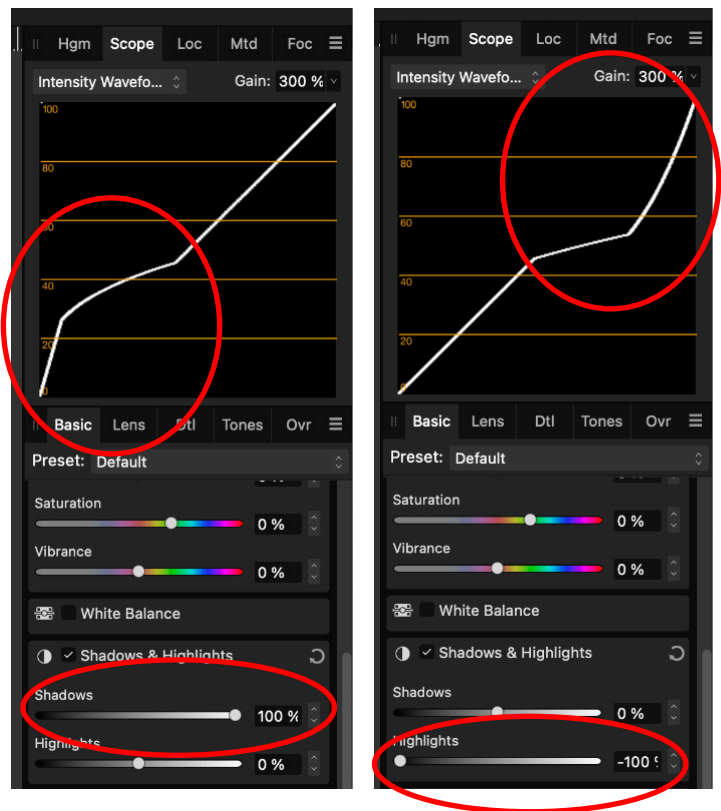 Hgm Scope Loc Mtd Foc
Intensity Wavefo... Gain: 300 %
100
80
60
40
20
0
Basic Lens Dtl Tones Ovr
Preset: Default
Saturation
0 %
Vibrance
0 %
White Balance
Shadows & Highlights
Shadows
100 %
Highlights
0 %
Hgm Scope Loc Mtd Foc
Intensity Wavefo... Gain: 300 %
100
80
60
40
20
0
Basic Lens Dtl Tones Ovr
Preset: Default
Saturation
0 %
Vibrance
0 %
White Balance
Shadows & Highlights
Shadows
0 %
Highlights
-100